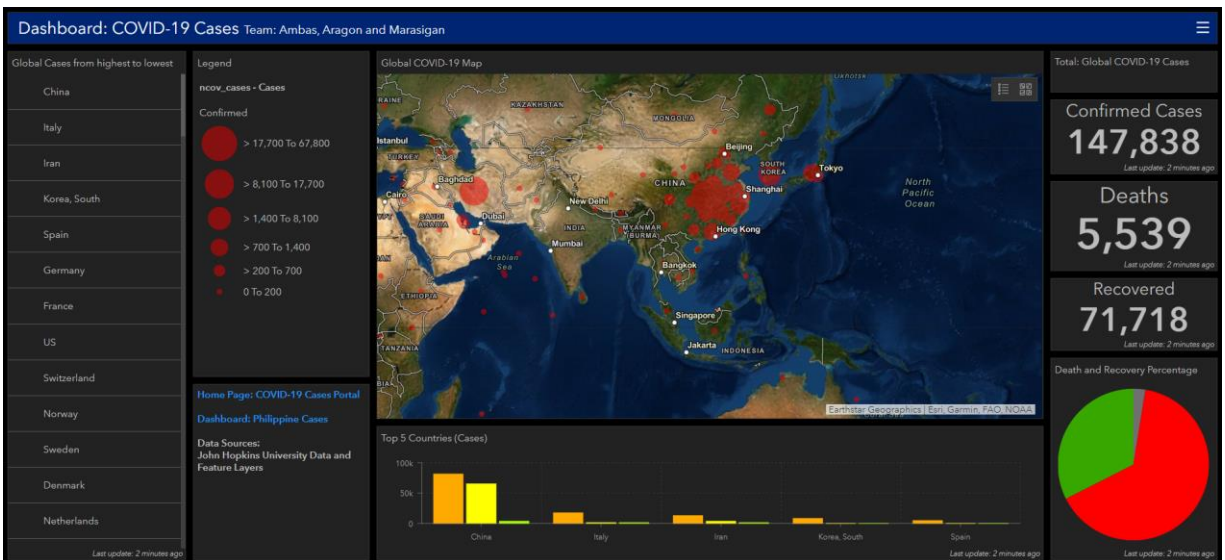 Dashboard: COVID-19 Cases Team: Ambas, Aragon and Marasigan
Global Cases from highest to lowest
China
Italy
Iran
Korea, South
Spain
Germany
France
US
Switzerland
Norway
Sweden
Denmark
Netherlands
Last update: 2 minutes ago
Legend
ncov_cases - Cases
Confirmed
> 17,700 To 67,800
> 8,100 To 17,700
> 1,400 To 8,100
> 700 To 1,400
> 200 To 700
0 To 200
Home Page: COVID-19 Cases Portal
Dashboard: Philippine Cases
Data Sources:
John Hopkins University Data and
Feature Layers
Global COVID-19 Map
Okhotsk
RAINE
KAZAKHSTAN
MONGOLIA
Istanbul
TURKEY
Beijing
SOUTH
KOREA
Tokyo
Baghdad
CHINA
Shanghai
North
Pacific
Ocean
Cairo
New Delhi
SAUDI
ARABIA
Dubai
INDIA
MYANMAR
(BURMA)
Hong Kong
Mumbai
Arabian
Sea
Bangkok
ETHIOPIA
Singapore
Jakarta
INDONESIA
TANZANIA
Earthstar Geographics | Esri, Garmin, FAO, NOAA
Top 5 Countries (Cases)
100k
50k
0
China
Italy
Iran
Korea, South
Spain
Last update: 2 minutes ago
Total: Global COVID-19 Cases
Confirmed Cases
147,838
Last update: 2 minutes ago
Deaths
5,539
Last update: 2 minutes ago
Recovered
71,718
Last update: 2 minutes ago
Death and Recovery Percentage
Last update: 2 minutes ago